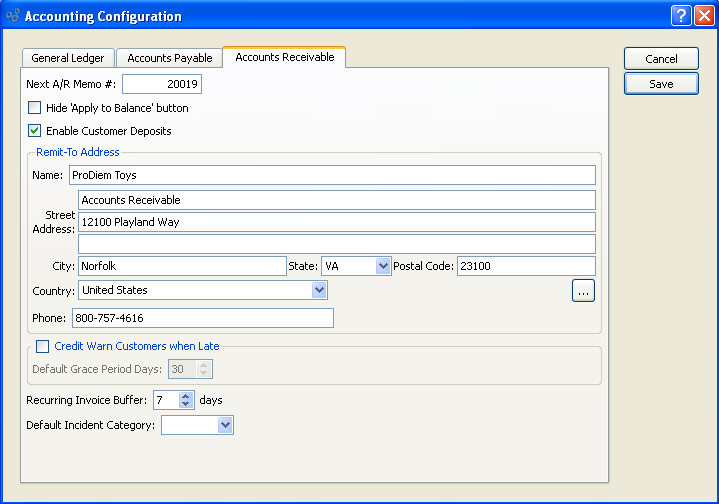 Accounting Configuration
General Ledger Accounts Payable Accounts Receivable
Cancel
Save
Next A/R Memo #: 20019
Hide 'Apply to Balance' button
Enable Customer Deposits
Remit-To Address
Name: ProDiem Toys
Accounts Receivable
Street Address: 12100 Playland Way
City: Norfolk State: VA Postal Code: 23100
Country: United States ...
Phone: 800-757-4616
Credit Warn Customers when Late
Default Grace Period Days: 30
Recurring Invoice Buffer: 7 days
Default Incident Category: